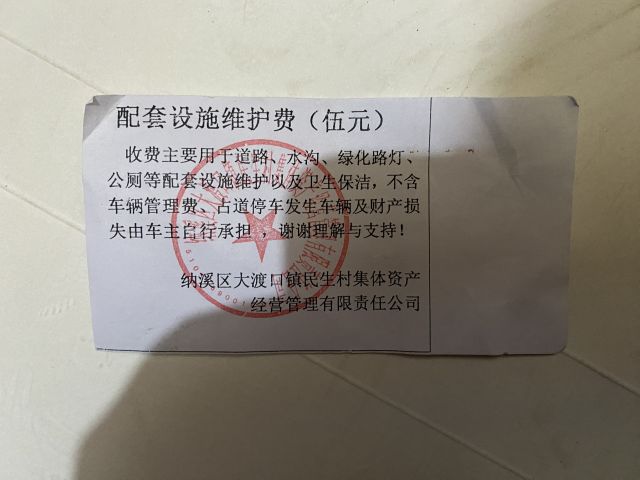 配套设施维护费（伍元）
收费主要用于道路、水沟、绿化路灯、
公厕等配套设施维护以及卫生保洁，不含
车辆管理费、占道停车发生车辆及财产损
失由车主自行承担，谢谢理解与支持！
纳溪区大渡口镇民生村集体资产
经营管理有限责任公司